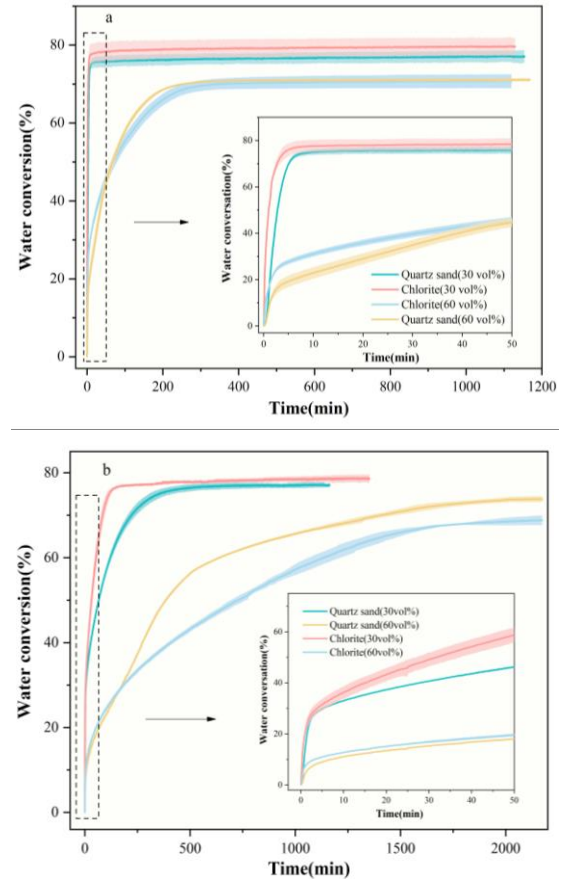 a
Water conversion(%)
80
60
40
20
0
0 200 400 600 800 1000 1200
Time(min)
Water conversation(%)
80
60
40
20
0
0 10 20 30 40 50
Time(min)
Quartz sand(30 vol%)
Chlorite(30 vol%)
Chlorite(60 vol%)
Quartz sand(60 vol%)
b
Water conversion(%)
80
60
40
20
0
0 500 1000 1500 2000
Time(min)
Water conversation(%)
60
40
20
0
0 10 20 30 40 50
Time(min)
Quartz sand(30vol%)
Quartz sand(60vol%)
Chlorite(30vol%)
Chlorite(60vol%)